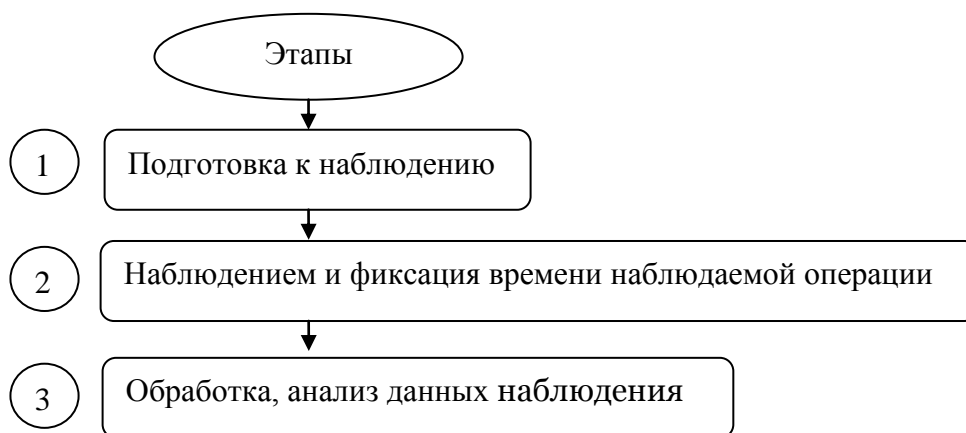 Этапы
1 Подготовка к наблюдению
2 Наблюдением и фиксация времени наблюдаемой операции
3 Обработка, анализ данных наблюдения